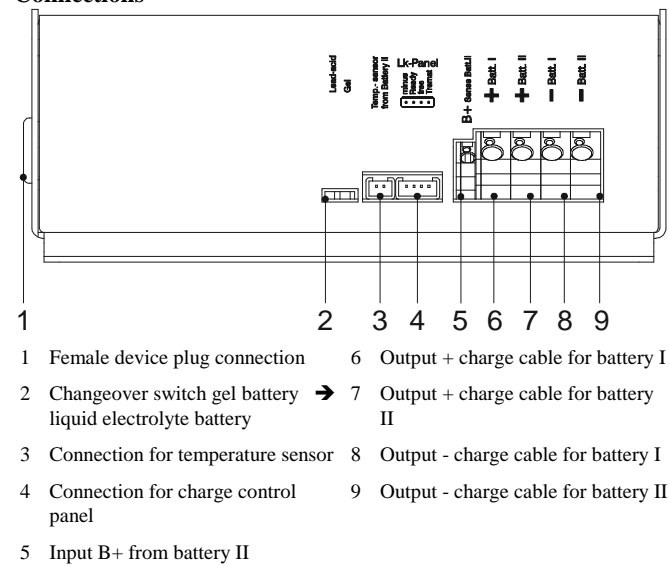 Connections
Lead-acid
Gel
Temp.- sensor
from Battery II
Lk-Panel
minus
Ready
free
Themat
B+ Sense Batt.II
+ Batt. I
+ Batt. II
− Batt. I
− Batt. II
1 2 3 4 5 6 7 8 9
1 Female device plug connection
2 Changeover switch gel battery ➔
liquid electrolyte battery
3 Connection for temperature sensor
4 Connection for charge control
panel
5 Input B+ from battery II
6 Output + charge cable for battery I
7 Output + charge cable for battery
II
8 Output - charge cable for battery I
9 Output - charge cable for battery II